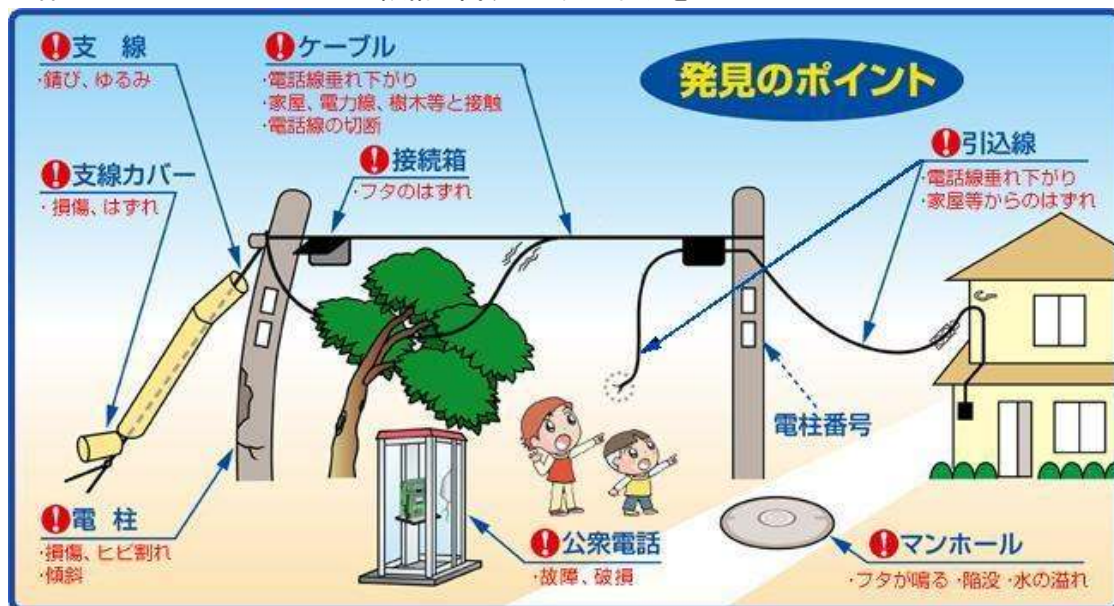 発見のポイント
支 線
・錆び、ゆるみ
ケーブル
・電話線垂れ下がり
・家屋、電力線、樹木等と接触
・電話線の切断
接続箱
・フタのはずれ
引込線
・電話線垂れ下がり
・家屋等からのはずれ
支線カバー
・損傷、はずれ
電柱番号
電 柱
・損傷、ヒビ割れ
・傾斜
公衆電話
・故障、破損
マンホール
・フタが鳴る ・陥没 ・水の溢れ